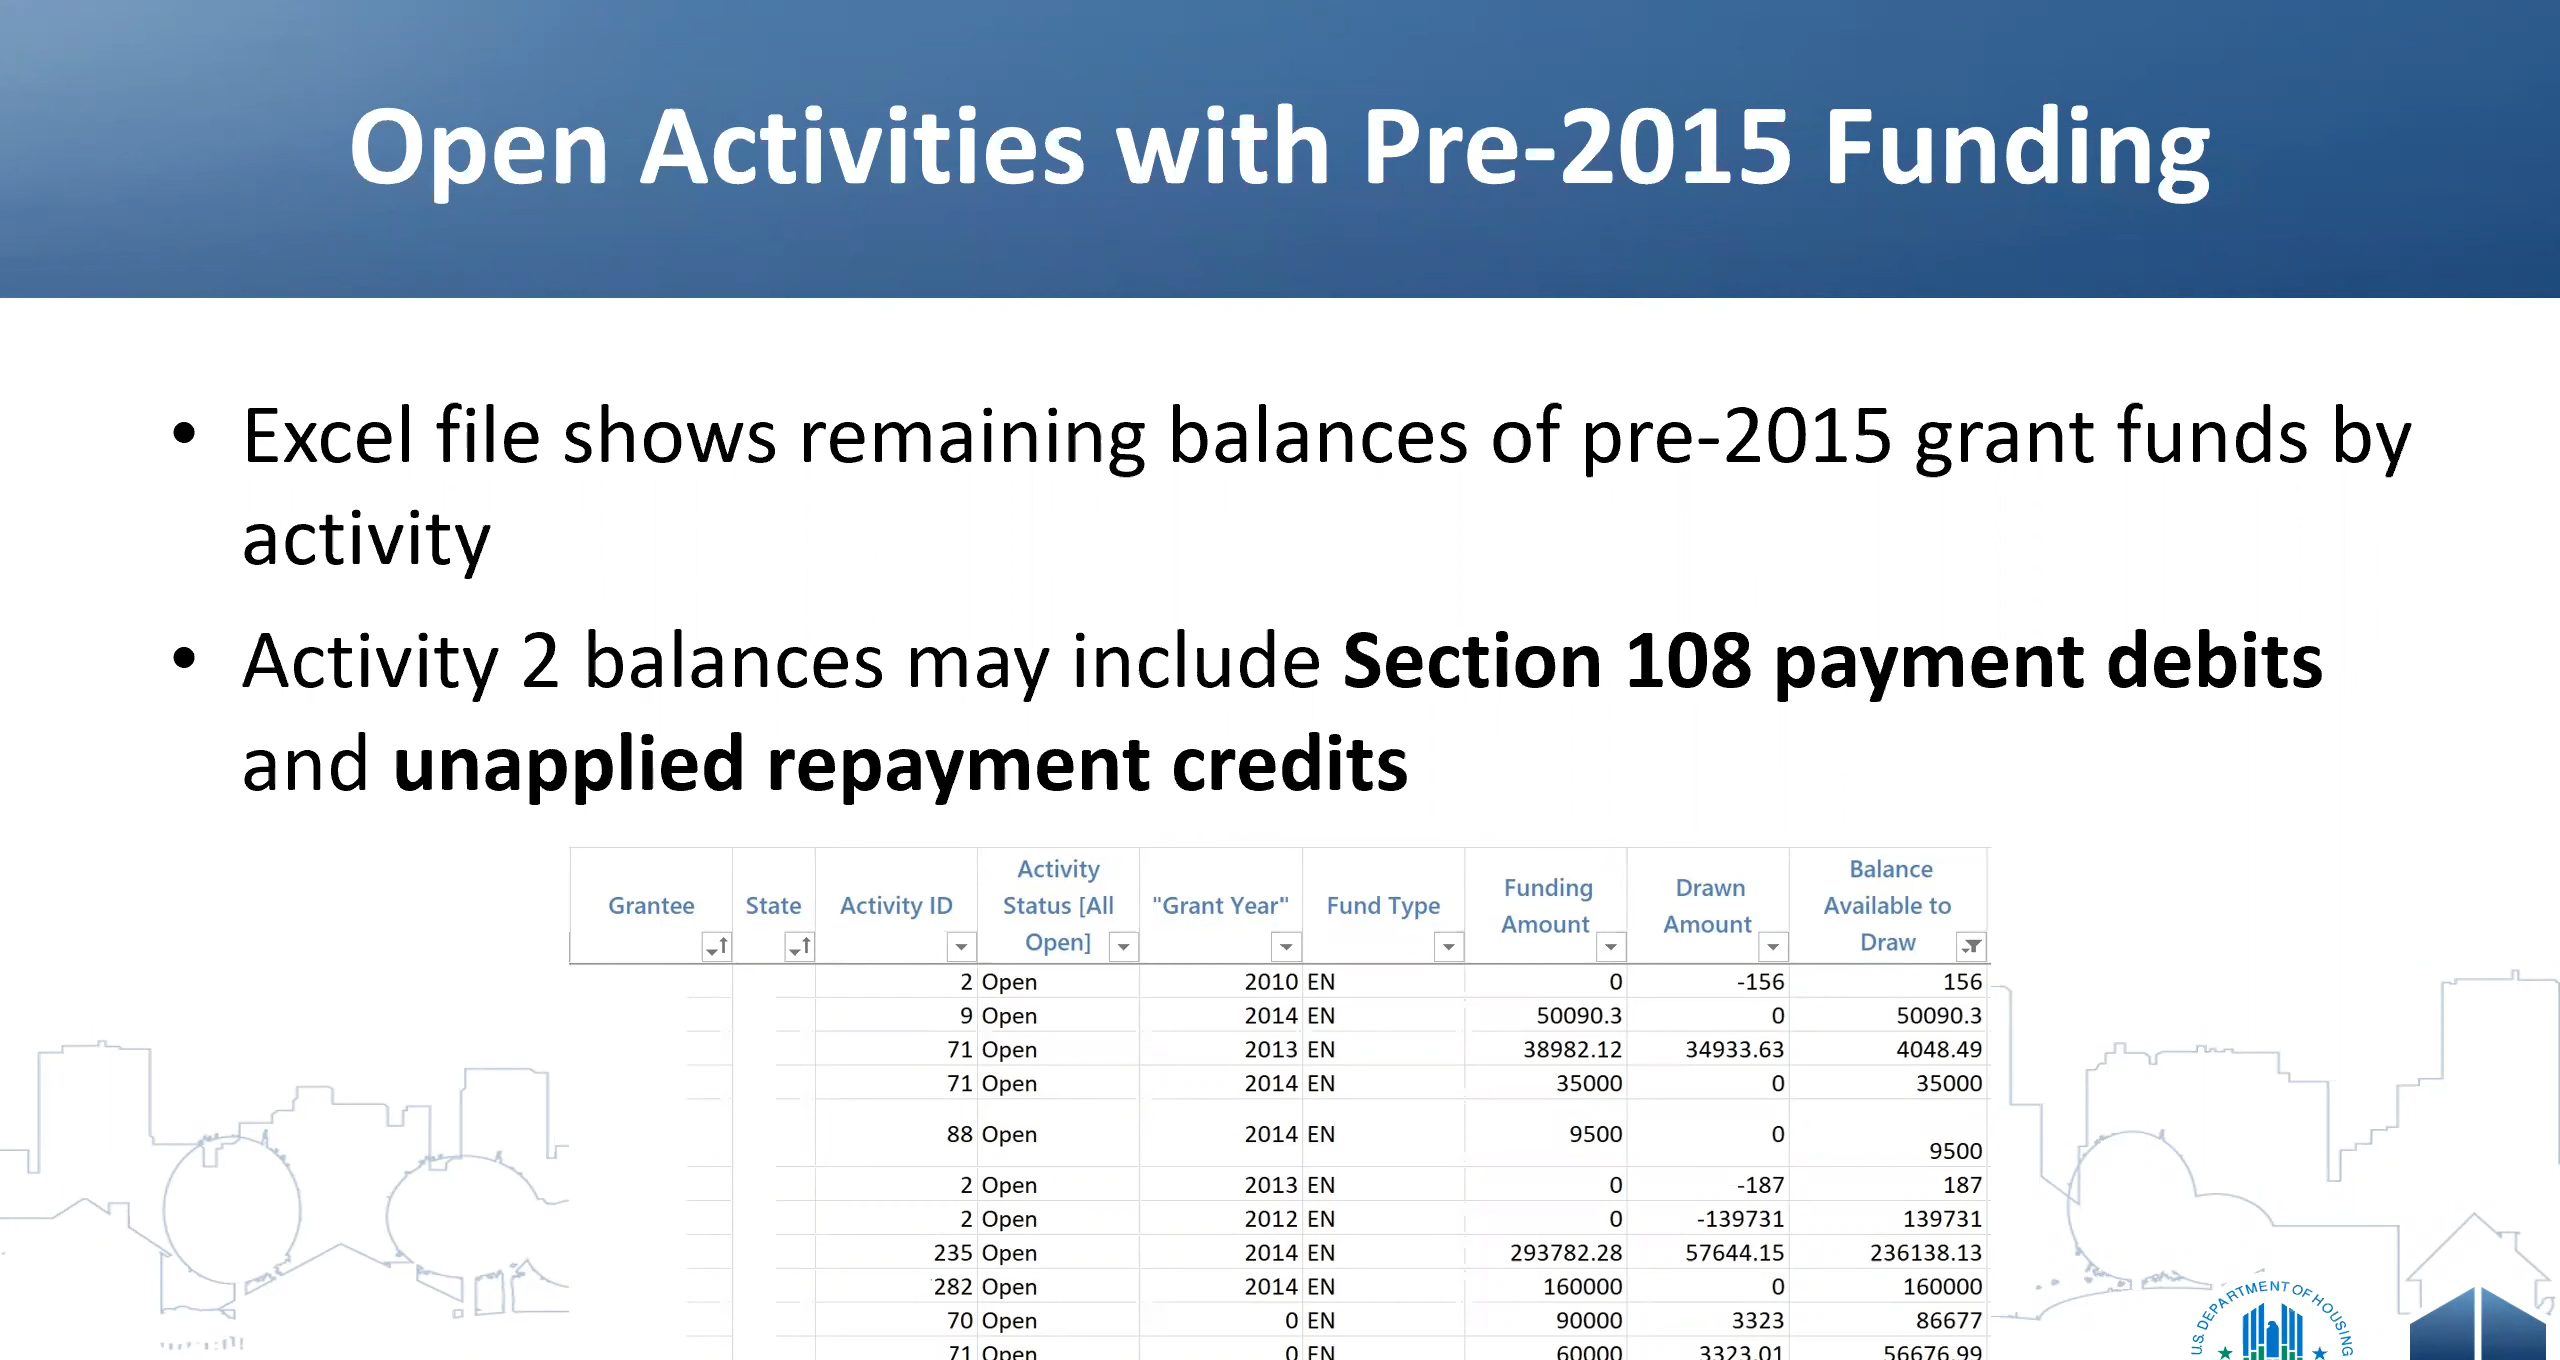 Open Activities with Pre-2015 Funding
• Excel file shows remaining balances of pre-2015 grant funds by
activity
• Activity 2 balances may include Section 108 payment debits
and unapplied repayment credits
Grantee State Activity ID Activity Status [All Open] "Grant Year" Fund Type Funding Amount Drawn Amount Balance Available to Draw
2 Open 2010 EN 0 -156 156
9 Open 2014 EN 50090.3 0 50090.3
71 Open 2013 EN 38982.12 34933.63 4048.49
71 Open 2014 EN 35000 0 35000
88 Open 2014 EN 9500 0 9500
2 Open 2013 EN 0 -187 187
2 Open 2012 EN 0 -139731 139731
235 Open 2014 EN 293782.28 57644.15 236138.13
282 Open 2014 EN 160000 0 160000
70 Open 0 EN 90000 3323 86677
71 Open 0 EN 60000 3323.01 56676.99
U.S. DEPARTMENT OF HOUSING